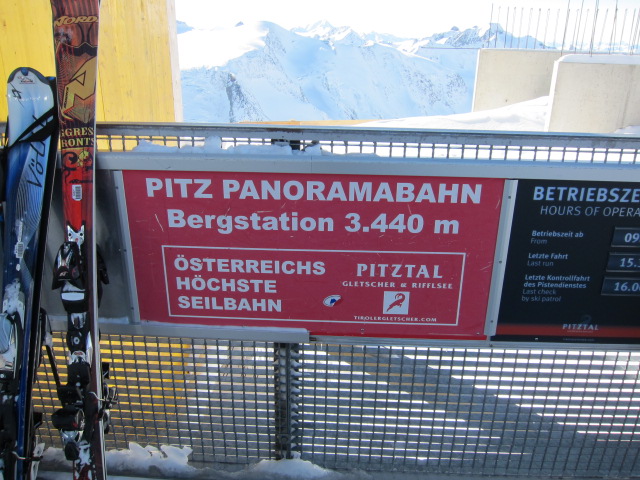 NORDICA
A
Völkl
PITZ PANORAMABAHN
Bergstation 3.440 m
ÖSTERREICHS
HÖCHSTE
SEILBAHN
PITZTAL
GLETSCHER & RIFFLSEE
TIROLERGLETSCHER.COM
BETRIEBSZE
HOURS OF OPERA
Betriebszeit ab
From
09
Letzte Fahrt
Last run
15.
Letzte Kontrollfahrt
des Pistendienstes
Last check
by ski patrol
16.0
PITZTAL